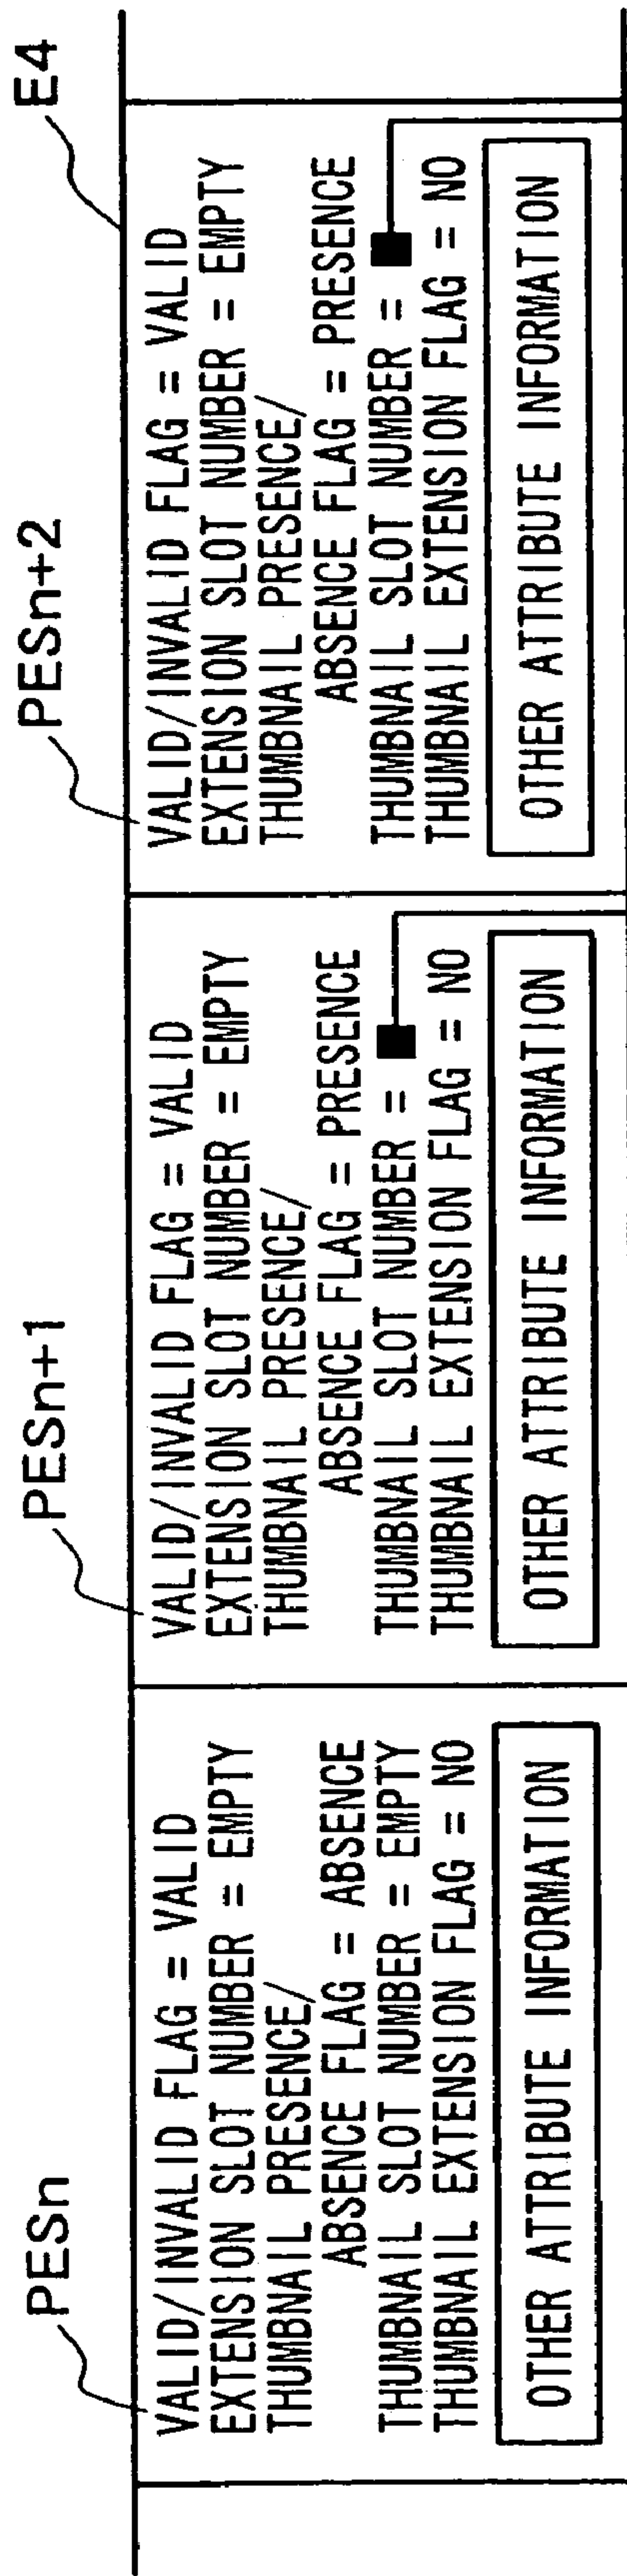 E4
PESn
VALID/INVALID FLAG = VALID
EXTENSION SLOT NUMBER = EMPTY
THUMBNAIL PRESENCE/
ABSENCE FLAG = ABSENCE
THUMBNAIL SLOT NUMBER = EMPTY
THUMBNAIL EXTENSION FLAG = NO
OTHER ATTRIBUTE INFORMATION
PESn+1
VALID/INVALID FLAG = VALID
EXTENSION SLOT NUMBER = EMPTY
THUMBNAIL PRESENCE/
ABSENCE FLAG = PRESENCE
THUMBNAIL SLOT NUMBER =
THUMBNAIL EXTENSION FLAG = NO
OTHER ATTRIBUTE INFORMATION
PESn+2
VALID/INVALID FLAG = VALID
EXTENSION SLOT NUMBER = EMPTY
THUMBNAIL PRESENCE/
ABSENCE FLAG = PRESENCE
THUMBNAIL SLOT NUMBER =
THUMBNAIL EXTENSION FLAG = NO
OTHER ATTRIBUTE INFORMATION